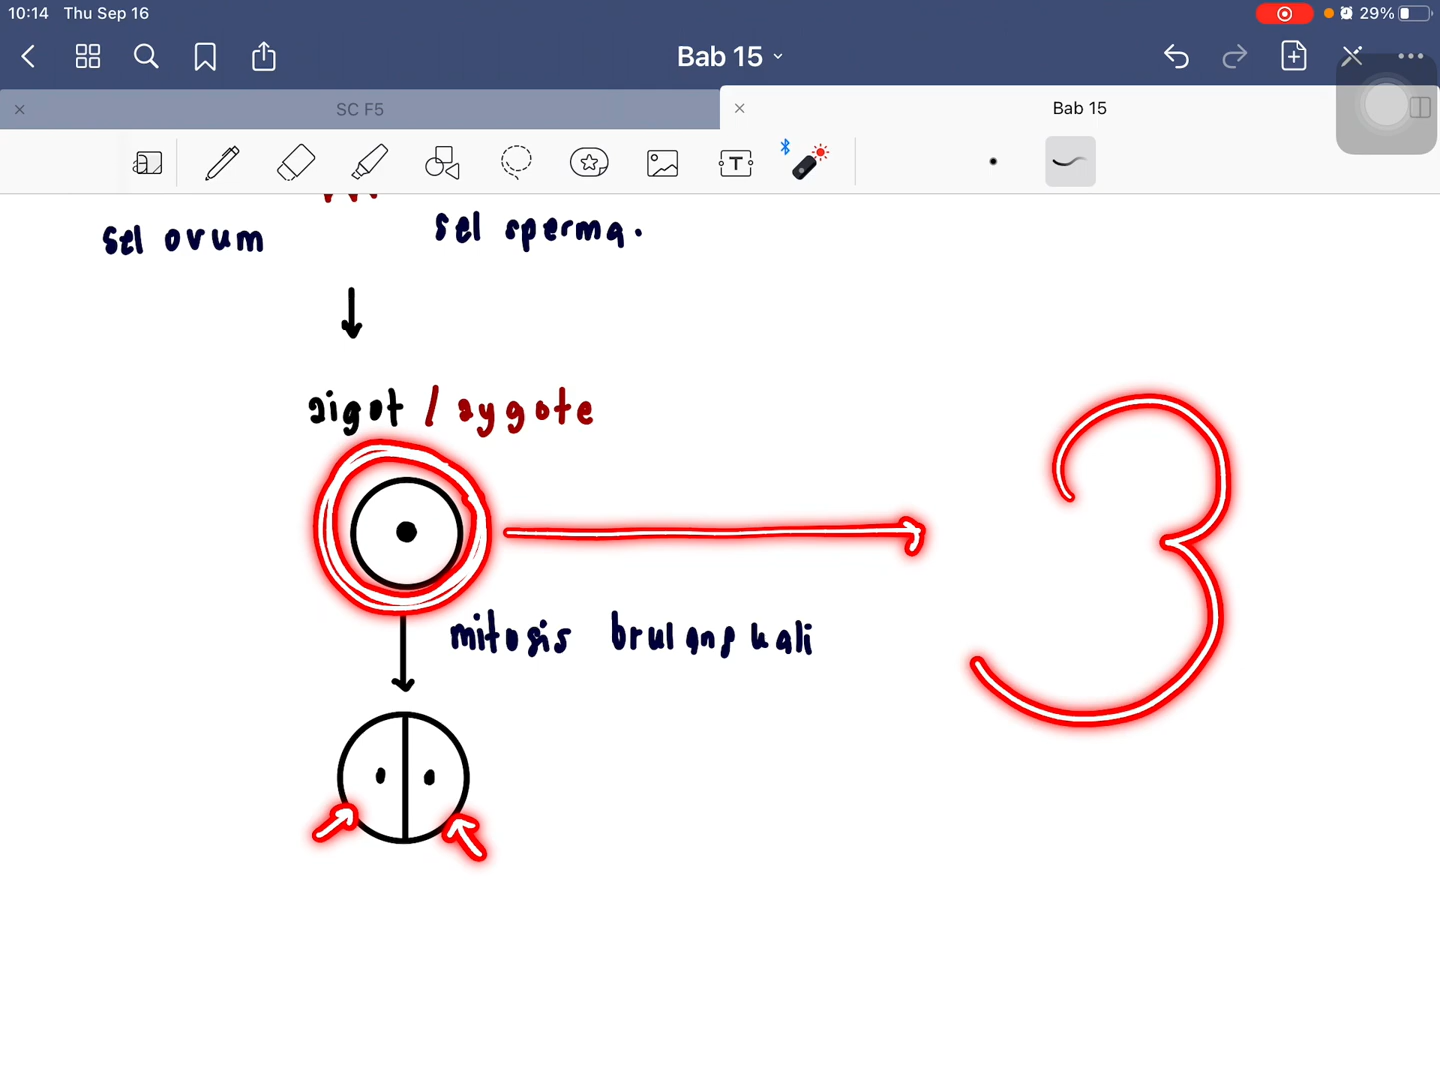 10:14 Thu Sep 16 29%
Bab 15
SC F5
Bab 15
T
sel ovum
sel sperma.
zigot / zygote
3
mitosis brulang kali